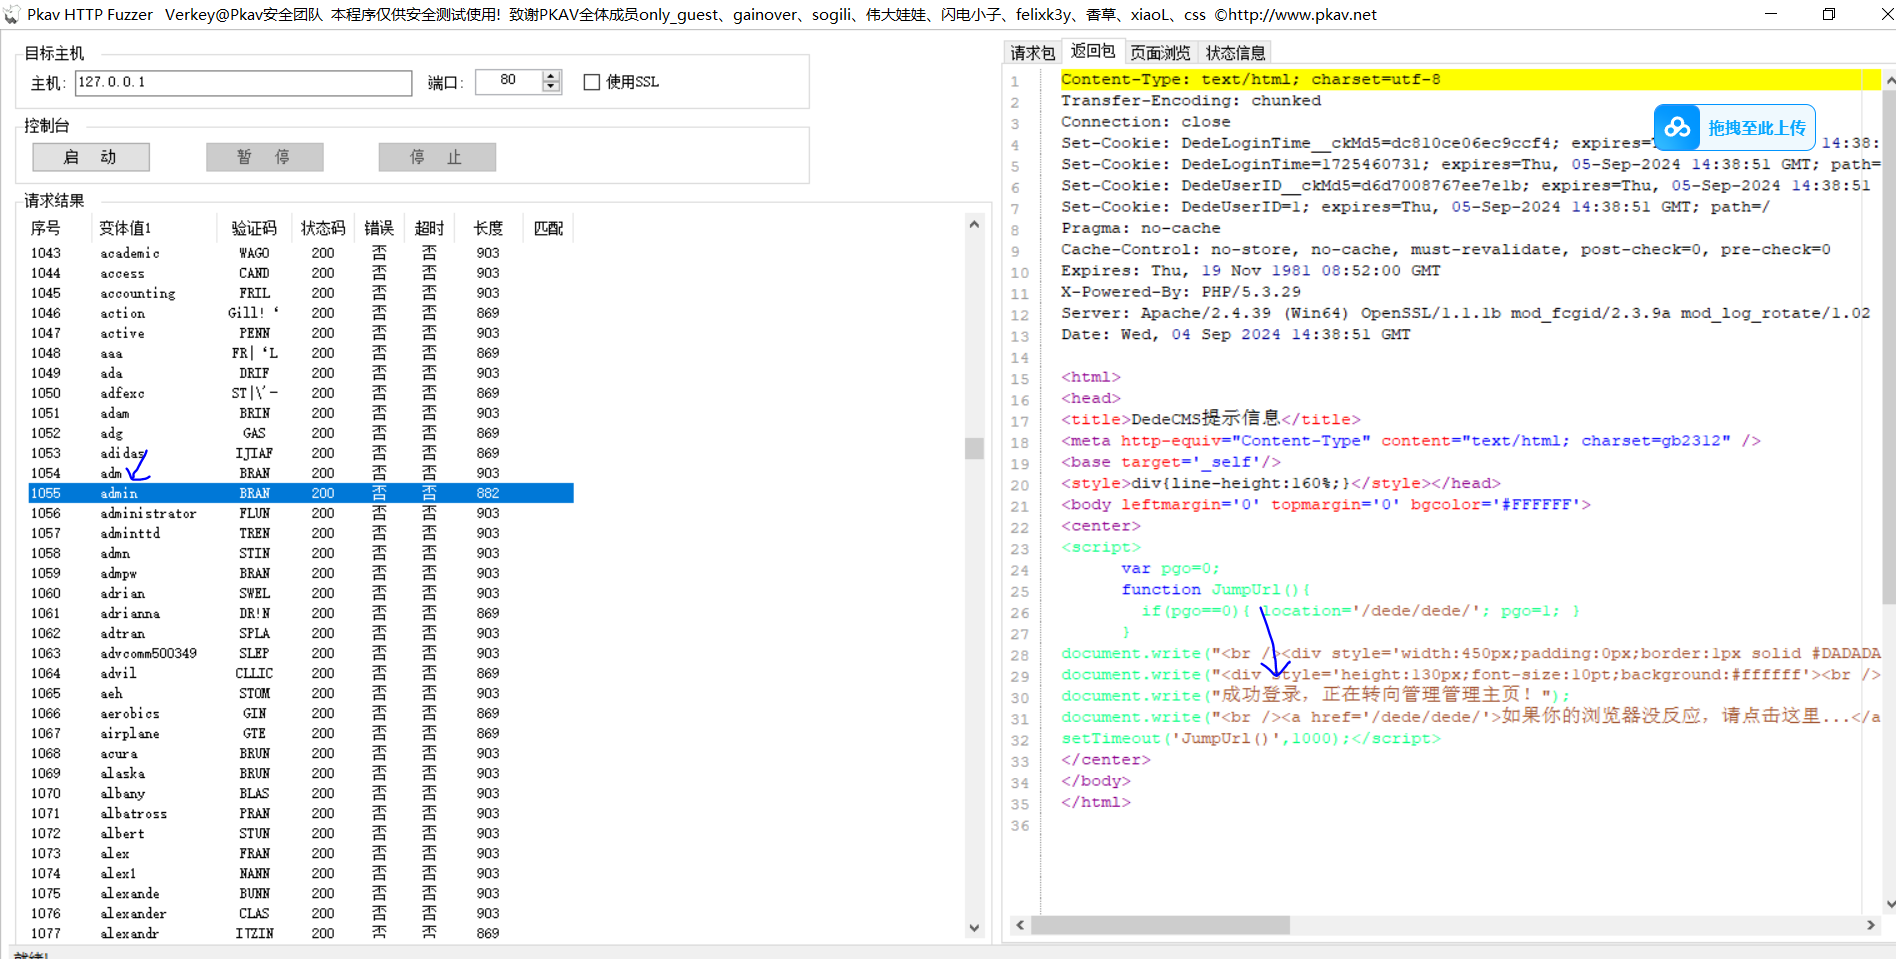 Pkav HTTP Fuzzer Verkey@Pkav安全团队 本程序仅供安全测试使用! 致谢PKAV全体成员only_guest、gainover、sogili、伟大娃娃、闪电小子、felixk3y、香草、xiaoL、css ©http://www.pkav.net
目标主机
主机: 127.0.0.1 端口: 80 使用SSL
控制台
启 动 暂 停 停 止
请求结果
序号 变体值1 验证码 状态码 错误 超时 长度 匹配
1043 academic WAGO 200 否 否 903
1044 access CAND 200 否 否 903
1045 accounting FRIL 200 否 否 903
1046 action Gill! ‘ 200 否 否 869
1047 active PENN 200 否 否 903
1048 aaa FR| ‘L 200 否 否 869
1049 ada DRIF 200 否 否 903
1050 adfexc ST|\´- 200 否 否 869
1051 adam BRIN 200 否 否 903
1052 adg GAS 200 否 否 869
1053 adidas IJIAF 200 否 否 869
1054 adm BRAN 200 否 否 903
1055 admin BRAN 200 否 否 882
1056 administrator FLUN 200 否 否 903
1057 adminttd TREN 200 否 否 903
1058 admn STIN 200 否 否 903
1059 admpw BRAN 200 否 否 903
1060 adrian SWEL 200 否 否 903
1061 adrianna DR!N 200 否 否 869
1062 adtran SPLA 200 否 否 903
1063 advcomm500349 SLEP 200 否 否 903
1064 advil CLLIC 200 否 否 869
1065 aeh STOM 200 否 否 903
1066 aerobics GIN 200 否 否 869
1067 airplane GTE 200 否 否 869
1068 acura BRUN 200 否 否 903
1069 alaska BRUN 200 否 否 903
1070 albany BLAS 200 否 否 903
1071 albatross PRAN 200 否 否 903
1072 albert STUN 200 否 否 903
1073 alex FRAN 200 否 否 903
1074 alex1 NANN 200 否 否 903
1075 alexande BUNN 200 否 否 903
1076 alexander CLAS 200 否 否 903
1077 alexandr ITZIN 200 否 否 869
就绪!
请求包 返回包 页面浏览 状态信息
拖拽至此上传
1 Content-Type: text/html; charset=utf-8
2 Transfer-Encoding: chunked
3 Connection: close
4 Set-Cookie: DedeLoginTime__ckMd5=dc810ce06ec9ccf4; expires= 14:38:
5 Set-Cookie: DedeLoginTime=1725460731; expires=Thu, 05-Sep-2024 14:38:51 GMT; path=
6 Set-Cookie: DedeUserID__ckMd5=d6d7008767ee7e1b; expires=Thu, 05-Sep-2024 14:38:51
7 Set-Cookie: DedeUserID=1; expires=Thu, 05-Sep-2024 14:38:51 GMT; path=/
8 Pragma: no-cache
9 Cache-Control: no-store, no-cache, must-revalidate, post-check=0, pre-check=0
10 Expires: Thu, 19 Nov 1981 08:52:00 GMT
11 X-Powered-By: PHP/5.3.29
12 Server: Apache/2.4.39 (Win64) OpenSSL/1.1.1b mod_fcgid/2.3.9a mod_log_rotate/1.02
13 Date: Wed, 04 Sep 2024 14:38:51 GMT
14
15 <html>
16 <head>
17 <title>DedeCMS提示信息</title>
18 <meta http-equiv="Content-Type" content="text/html; charset=gb2312" />
19 <base target='_self'/>
20 <style>div{line-height:160%;}</style></head>
21 <body leftmargin='0' topmargin='0' bgcolor='#FFFFFF'>
22 <center>
23 <script>
24 var pgo=0;
25 function JumpUrl(){
26 if(pgo==0){ location='/dede/dede/'; pgo=1; }
27 }
28 document.write("<br /><div style='width:450px;padding:0px;border:1px solid #DADADA
29 document.write("<div style='height:130px;font-size:10pt;background:#ffffff'><br />
30 document.write("成功登录，正在转向管理管理主页！");
31 document.write("<br /><a href='/dede/dede/'>如果你的浏览器没反应，请点击这里...</a
32 setTimeout('JumpUrl()',1000);</script>
33 </center>
34 </body>
35 </html>
36